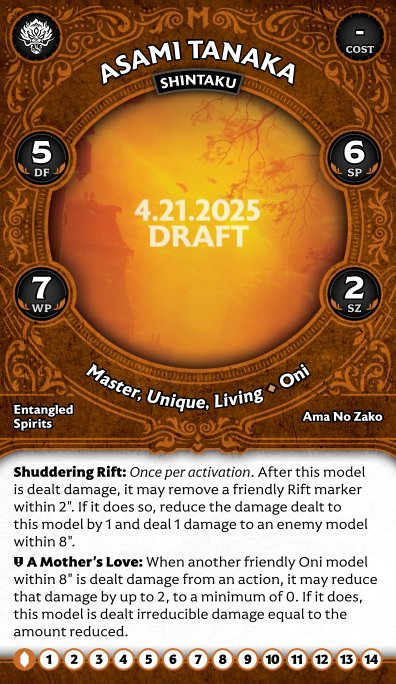 -
COST
ASAMI TANAKA
SHINTAKU
5
DF
6
SP
4.21.2025
DRAFT
7
WP
2
SZ
Master, Unique, Living ⬥ Oni
Entangled
Spirits
Ama No Zako
Shuddering Rift: Once per activation. After this model
is dealt damage, it may remove a friendly Rift marker
within 2". If it does so, reduce the damage dealt to
this model by 1 and deal 1 damage to an enemy model
within 8".
A Mother's Love: When another friendly Oni model
within 8" is dealt damage from an action, it may reduce
that damage by up to 2, to a minimum of 0. If it does,
this model is dealt irreducible damage equal to the
amount reduced.
1 2 3 4 5 6 7 8 9 10 11 12 13 14